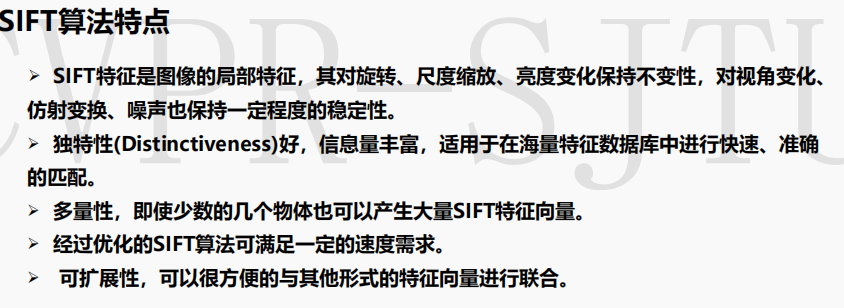 SIFT算法特点
CVPR-SJTU
➢ SIFT特征是图像的局部特征，其对旋转、尺度缩放、亮度变化保持不变性，对视角变化、
仿射变换、噪声也保持一定程度的稳定性。
➢ 独特性(Distinctiveness)好，信息量丰富，适用于在海量特征数据库中进行快速、准确
的匹配。
➢ 多量性，即使少数的几个物体也可以产生大量SIFT特征向量。
➢ 经过优化的SIFT算法可满足一定的速度需求。
➢ 可扩展性，可以很方便的与其他形式的特征向量进行联合。